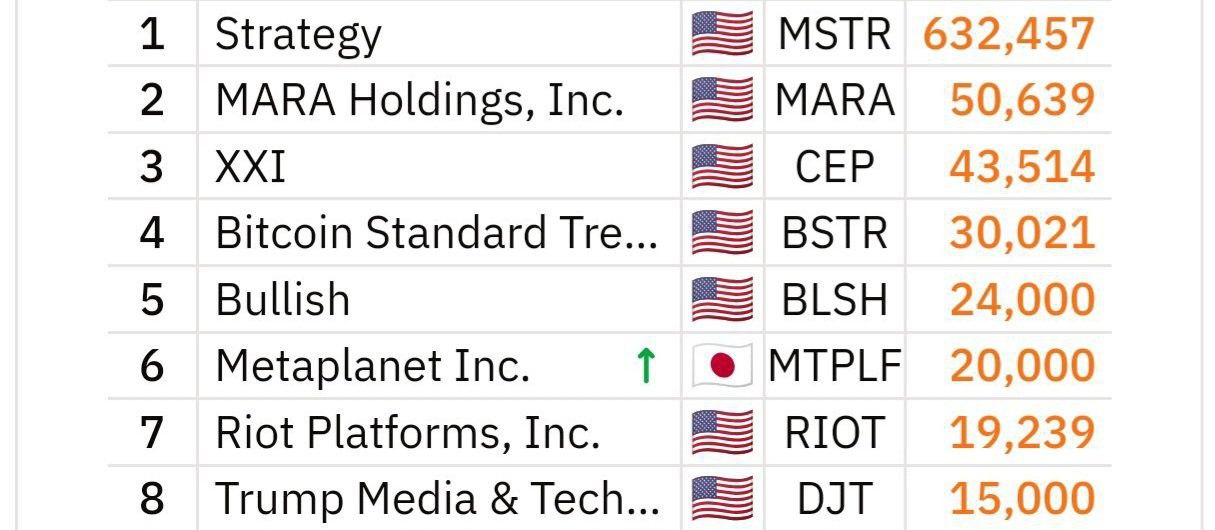 1 Strategy MSTR 632,457
2 MARA Holdings, Inc. MARA 50,639
3 XXI CEP 43,514
4 Bitcoin Standard Tre... BSTR 30,021
5 Bullish BLSH 24,000
6 Metaplanet Inc. ↑ MTPLF 20,000
7 Riot Platforms, Inc. RIOT 19,239
8 Trump Media & Tech... DJT 15,000